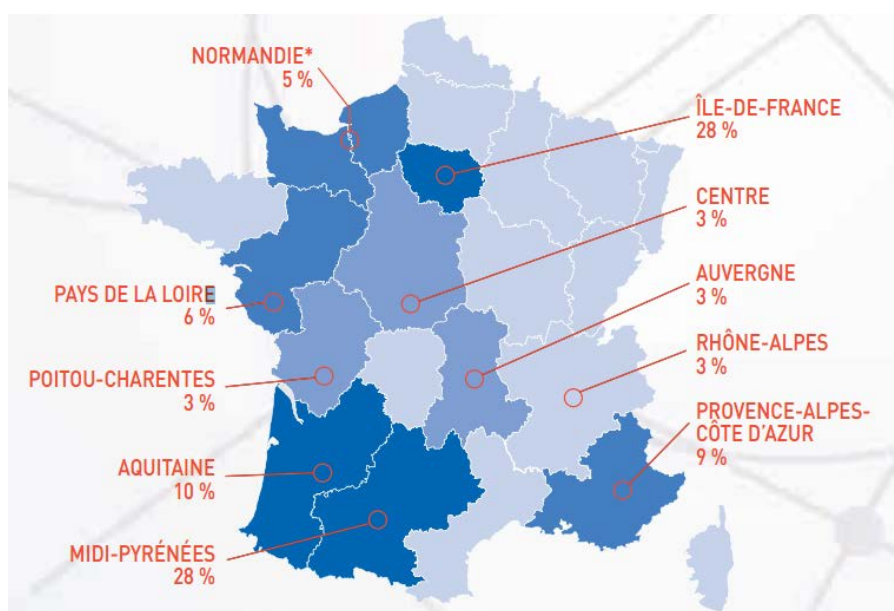 NORMANDIE*
5 %
ÎLE-DE-FRANCE
28 %
CENTRE
3 %
AUVERGNE
3 %
PAYS DE LA LOIRE
6 %
RHÔNE-ALPES
3 %
POITOU-CHARENTES
3 %
PROVENCE-ALPES-
CÔTE D'AZUR
9 %
AQUITAINE
10 %
MIDI-PYRÉNÉES
28 %